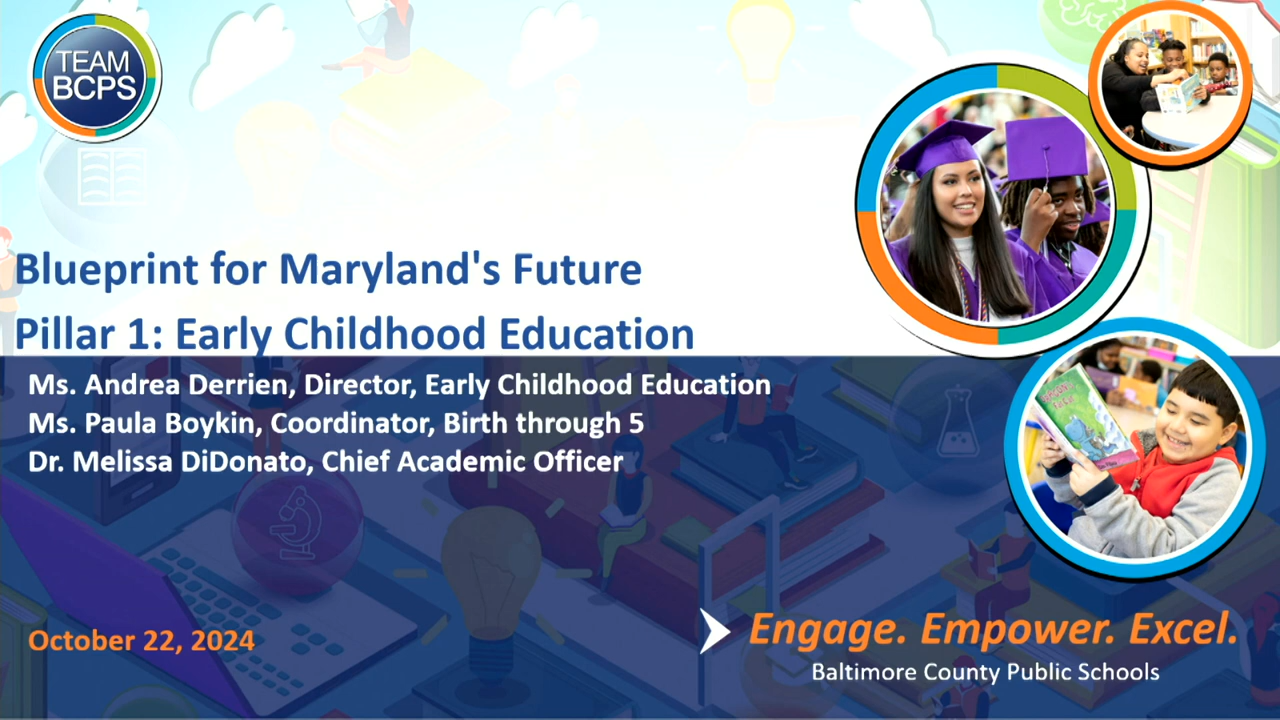 TEAM
BCPS
Blueprint for Maryland's Future
Pillar 1: Early Childhood Education
Ms. Andrea Derrien, Director, Early Childhood Education
Ms. Paula Boykin, Coordinator, Birth through 5
Dr. Melissa DiDonato, Chief Academic Officer
October 22, 2024
Engage. Empower. Excel.
Baltimore County Public Schools